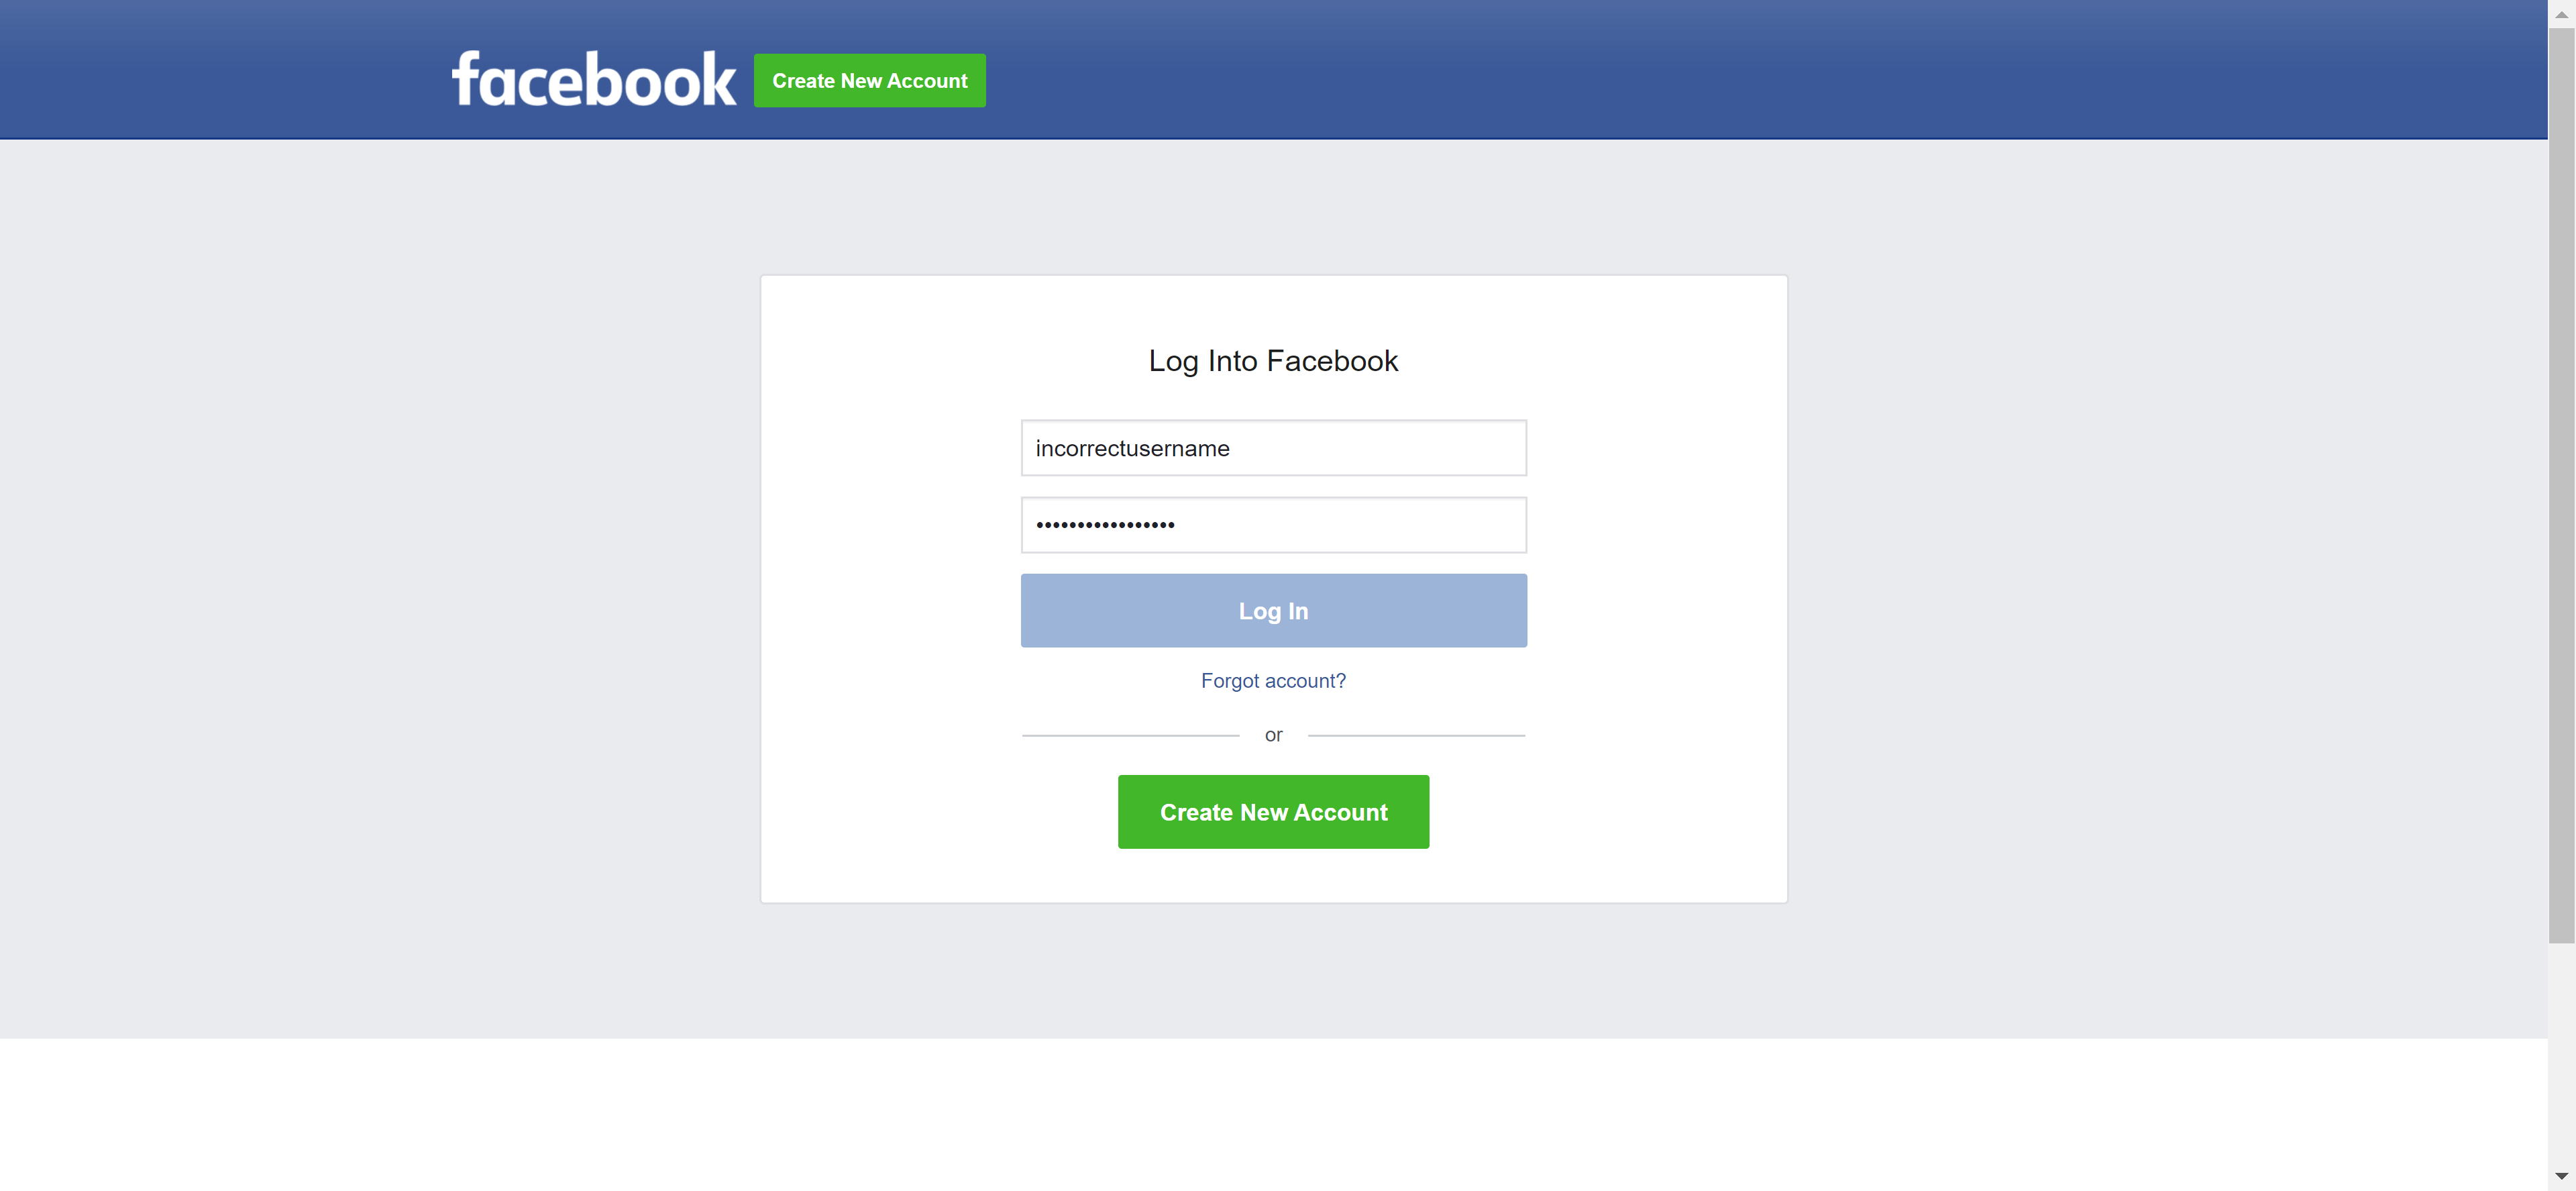 facebook Create New Account
Log Into Facebook
incorrectusername
•••••••••••••••••
Log In
Forgot account?
or
Create New Account